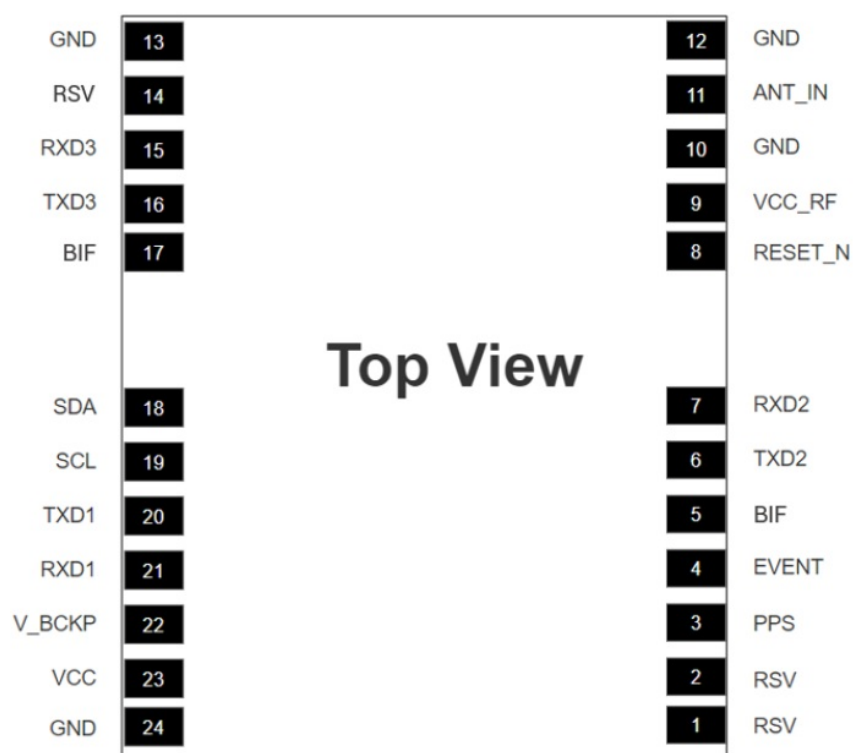 GND 13 12 GND
RSV 14 11 ANT_IN
RXD3 15 10 GND
TXD3 16 9 VCC_RF
BIF 17 8 RESET_N
Top View
SDA 18 7 RXD2
SCL 19 6 TXD2
TXD1 20 5 BIF
RXD1 21 4 EVENT
V_BCKP 22 3 PPS
VCC 23 2 RSV
GND 24 1 RSV